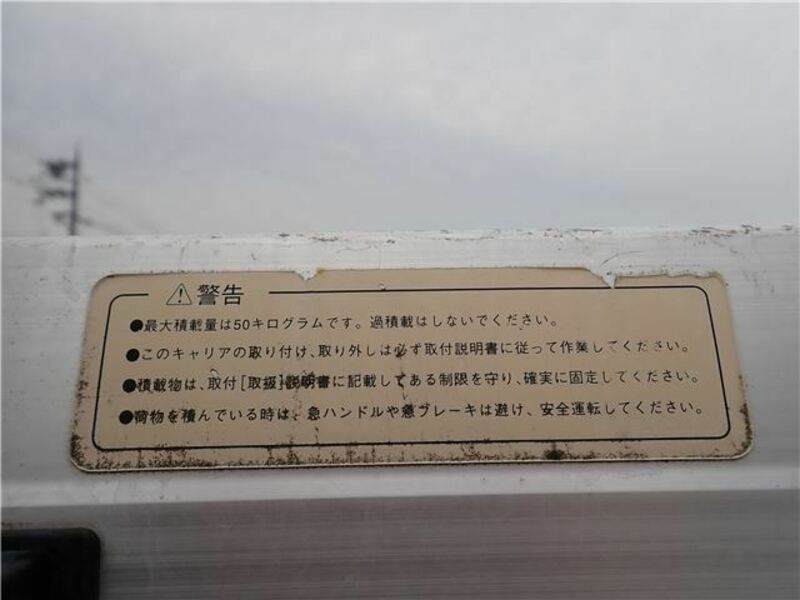 ⚠警告
●最大積載量は50キログラムです。過積載はしないでください。
●このキャリアの取り付け、取り外しは必ず取付説明書に従って作業してください。
●積載物は、取付[取扱]説明書に記載してある制限を守り、確実に固定してください。
●荷物を積んでいる時は、急ハンドルや急ブレーキは避け、安全運転してください。